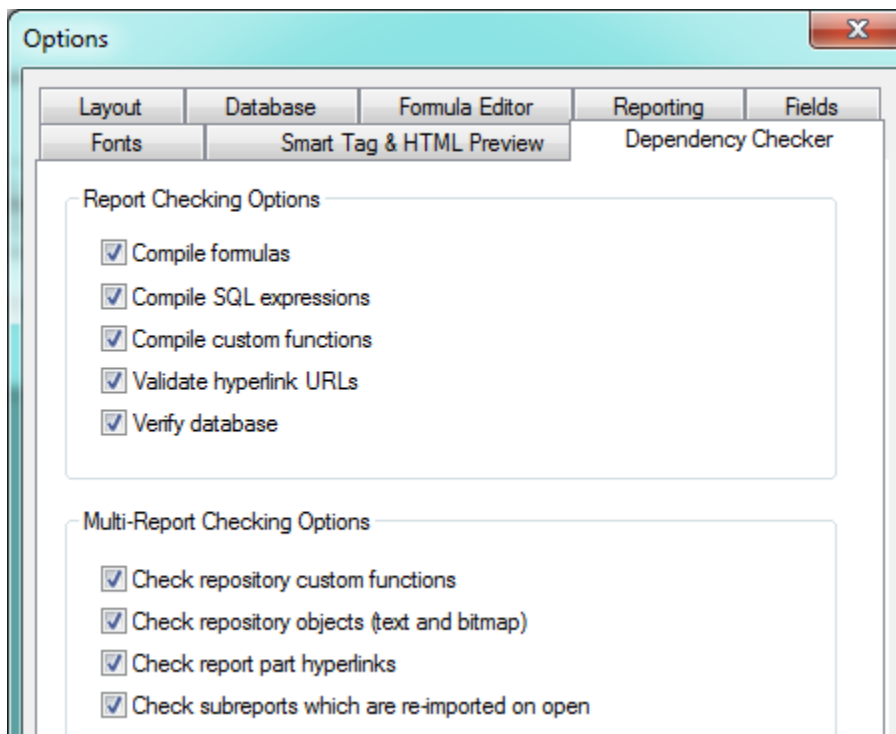 Options
Layout Database Formula Editor Reporting Fields
Fonts Smart Tag & HTML Preview Dependency Checker
Report Checking Options
Compile formulas
Compile SQL expressions
Compile custom functions
Validate hyperlink URLs
Verify database
Multi-Report Checking Options
Check repository custom functions
Check repository objects (text and bitmap)
Check report part hyperlinks
Check subreports which are re-imported on open